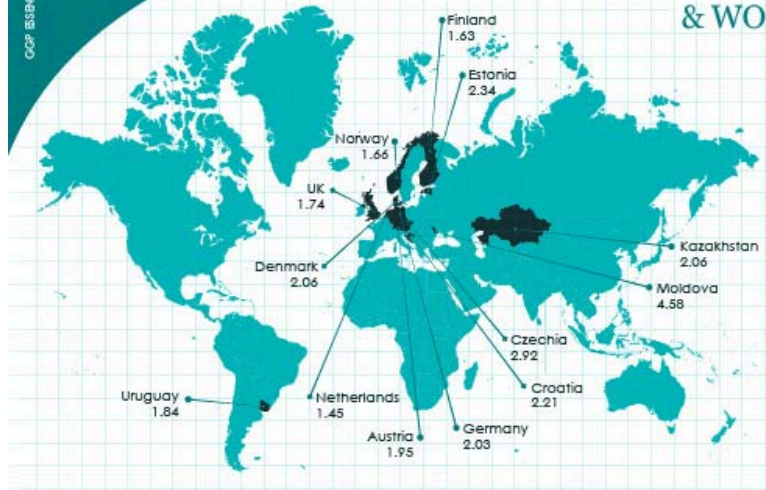 GGP ESSEN
& WO
Finland
1.63
Estonia
2.34
Norway
1.66
UK
1.74
Denmark
2.06
Kazakhstan
2.06
Moldova
4.58
Czechia
2.92
Croatia
2.21
Uruguay
1.84
Netherlands
1.45
Austria
1.95
Germany
2.03